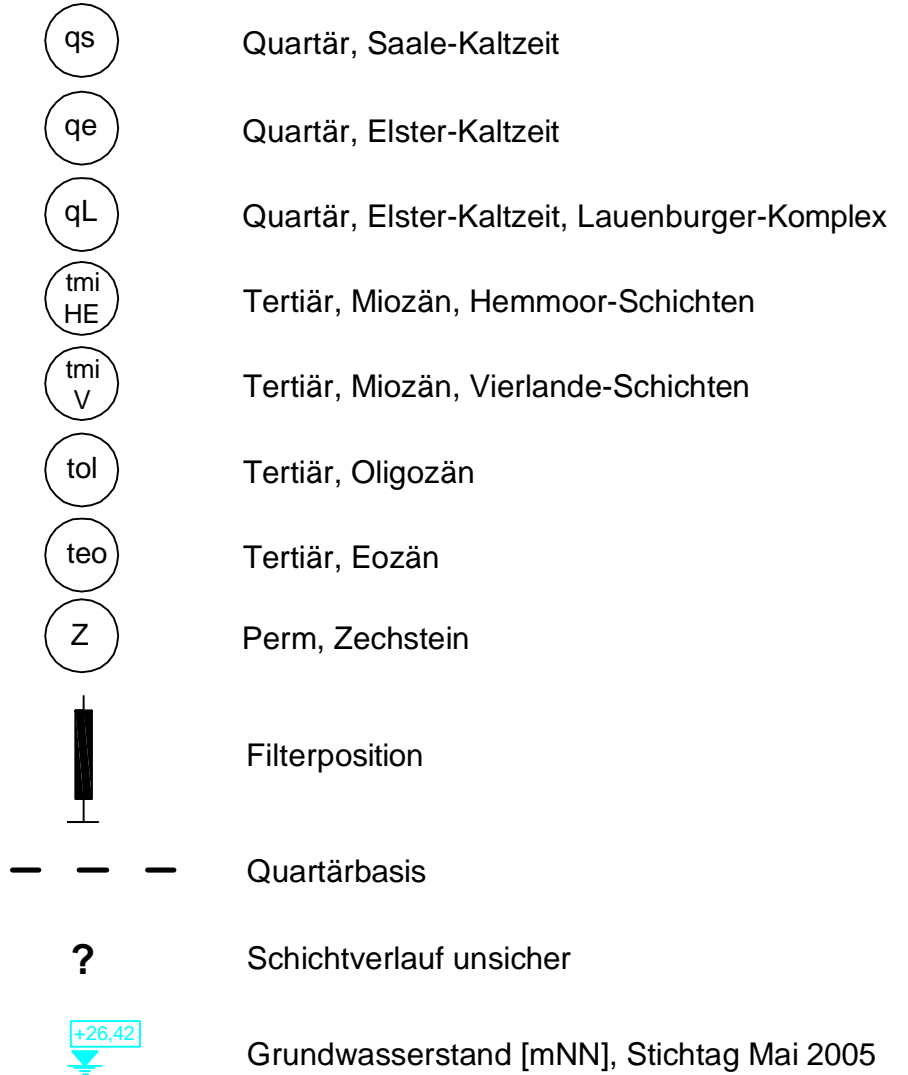 qs Quartär, Saale-Kaltzeit
qe Quartär, Elster-Kaltzeit
qL Quartär, Elster-Kaltzeit, Lauenburger-Komplex
tmi
HE Tertiär, Miozän, Hemmoor-Schichten
tmi
V Tertiär, Miozän, Vierlande-Schichten
tol Tertiär, Oligozän
teo Tertiär, Eozän
Z Perm, Zechstein
Filterposition
Quartärbasis
? Schichtverlauf unsicher
+26,42
Grundwasserstand [mNN], Stichtag Mai 2005